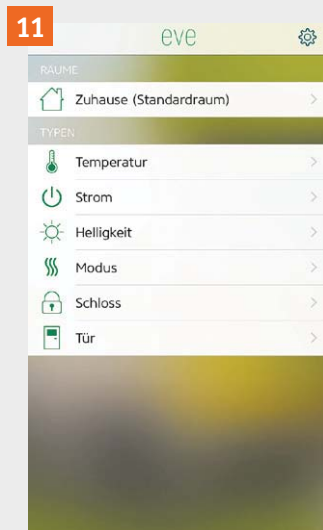 11
eve
RÄUME
Zuhause (Standardraum)
TYPEN
Temperatur
Strom
Helligkeit
Modus
Schloss
Tür